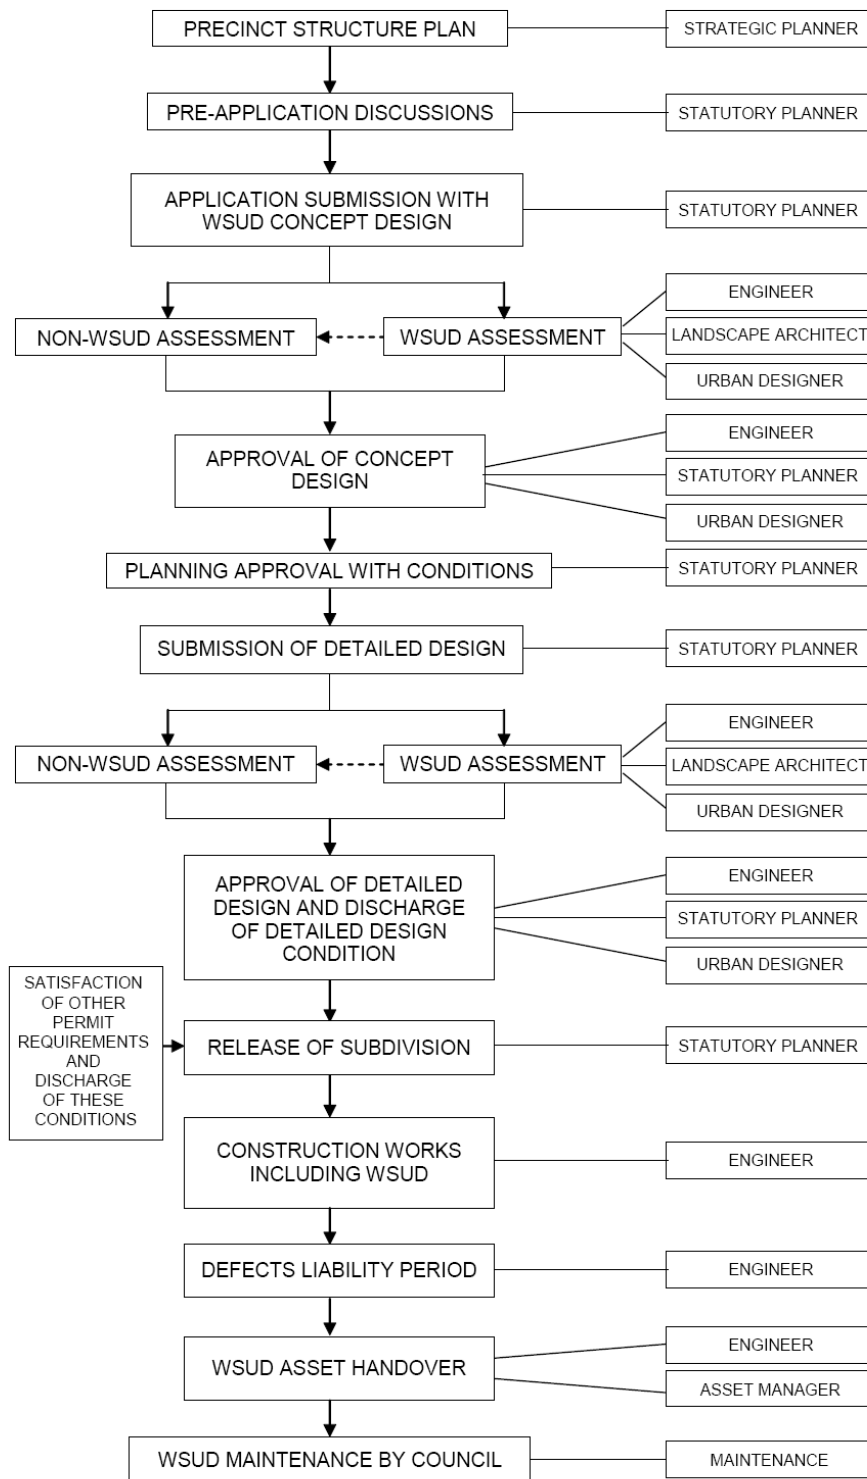 PRECINCT STRUCTURE PLAN
STRATEGIC PLANNER
PRE-APPLICATION DISCUSSIONS
STATUTORY PLANNER
APPLICATION SUBMISSION WITH
WSUD CONCEPT DESIGN
STATUTORY PLANNER
NON-WSUD ASSESSMENT
WSUD ASSESSMENT
ENGINEER
LANDSCAPE ARCHITECT
URBAN DESIGNER
APPROVAL OF CONCEPT
DESIGN
ENGINEER
STATUTORY PLANNER
URBAN DESIGNER
PLANNING APPROVAL WITH CONDITIONS
STATUTORY PLANNER
SUBMISSION OF DETAILED DESIGN
STATUTORY PLANNER
NON-WSUD ASSESSMENT
WSUD ASSESSMENT
ENGINEER
LANDSCAPE ARCHITECT
URBAN DESIGNER
APPROVAL OF DETAILED
DESIGN AND DISCHARGE
OF DETAILED DESIGN
CONDITION
ENGINEER
STATUTORY PLANNER
URBAN DESIGNER
SATISFACTION
OF OTHER
PERMIT
REQUIREMENTS
AND
DISCHARGE
OF THESE
CONDITIONS
RELEASE OF SUBDIVISION
STATUTORY PLANNER
CONSTRUCTION WORKS
INCLUDING WSUD
ENGINEER
DEFECTS LIABILITY PERIOD
ENGINEER
WSUD ASSET HANDOVER
ENGINEER
ASSET MANAGER
WSUD MAINTENANCE BY COUNCIL
MAINTENANCE